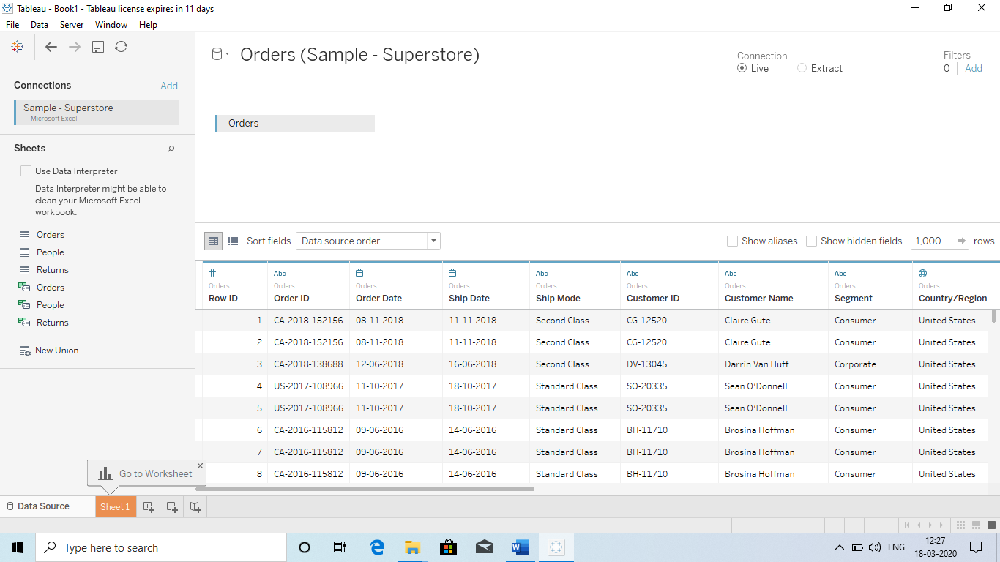 Tableau - Book1 - Tableau license expires in 11 days
File Data Server Window Help
Connections Add
Sample - Superstore
Microsoft Excel
Sheets
Use Data Interpreter
Data Interpreter might be able to
clean your Microsoft Excel
workbook.
Orders
People
Returns
Orders
People
Returns
New Union
Orders (Sample - Superstore)
Connection
Live Extract
Filters
0 Add
Orders
Sort fields Data source order Show aliases Show hidden fields 1,000 rows
# Abc Abc Abc Abc Abc
Orders Orders Orders Orders Orders Orders Orders Orders Orders
Row ID Order ID Order Date Ship Date Ship Mode Customer ID Customer Name Segment Country/Region
1 CA-2018-152156 08-11-2018 11-11-2018 Second Class CG-12520 Claire Gute Consumer United States
2 CA-2018-152156 08-11-2018 11-11-2018 Second Class CG-12520 Claire Gute Consumer United States
3 CA-2018-138688 12-06-2018 16-06-2018 Second Class DV-13045 Darrin Van Huff Corporate United States
4 US-2017-108966 11-10-2017 18-10-2017 Standard Class SO-20335 Sean O'Donnell Consumer United States
5 US-2017-108966 11-10-2017 18-10-2017 Standard Class SO-20335 Sean O'Donnell Consumer United States
6 CA-2016-115812 09-06-2016 14-06-2016 Standard Class BH-11710 Brosina Hoffman Consumer United States
7 CA-2016-115812 09-06-2016 14-06-2016 Standard Class BH-11710 Brosina Hoffman Consumer United States
8 CA-2016-115812 09-06-2016 14-06-2016 Standard Class BH-11710 Brosina Hoffman Consumer United States
Go to Worksheet
Data Source Sheet 1
Type here to search
ENG
12:27
18-03-2020